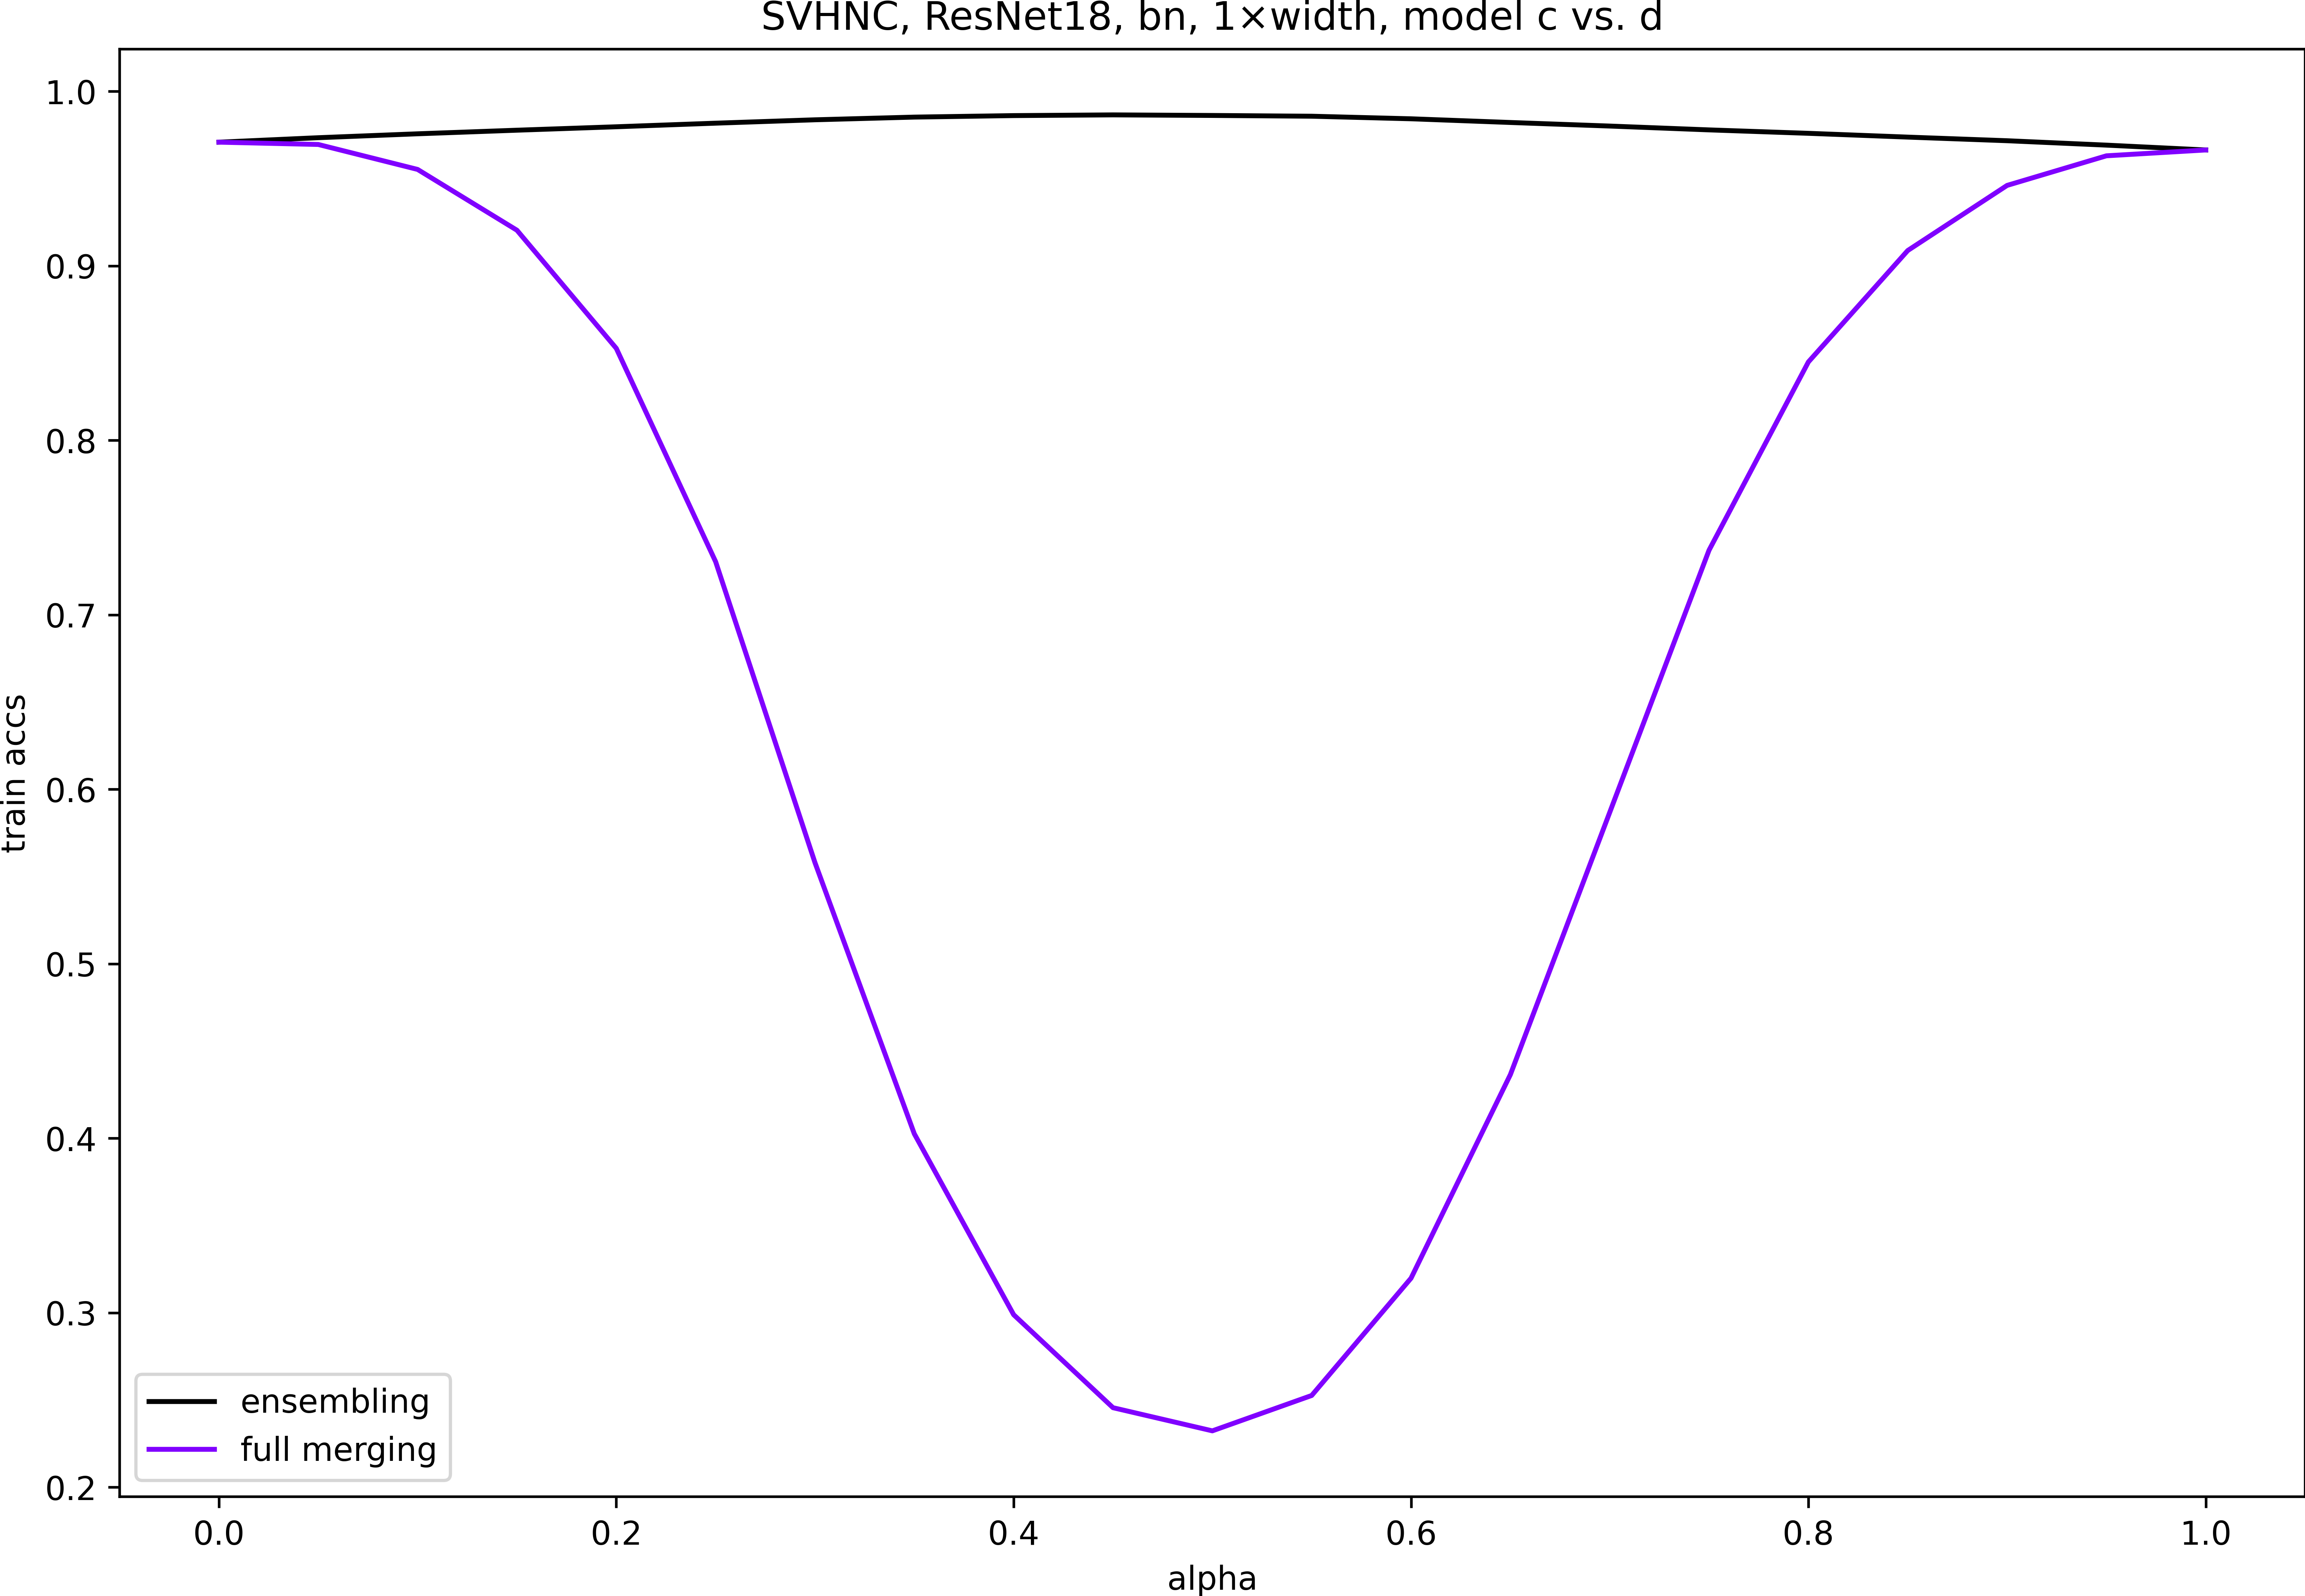 SVHNC, ResNet18, bn, 1×width, model c vs. d
train accs
1.0
0.9
0.8
0.7
0.6
0.5
0.4
0.3
0.2
ensembling
full merging
0.0 0.2 0.4 0.6 0.8 1.0
alpha